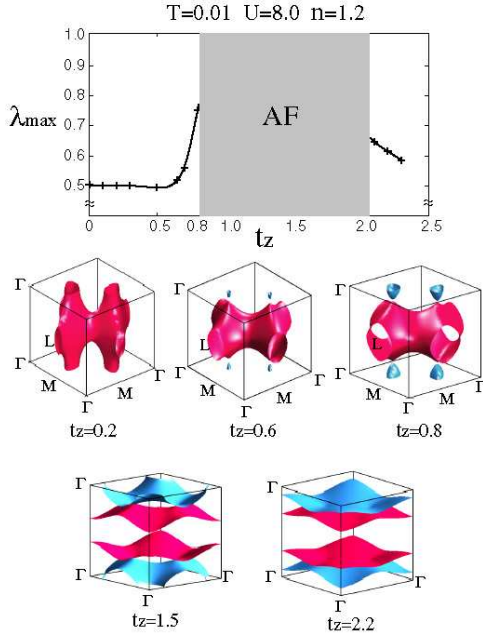 T=0.01 U=8.0 n=1.2
1.0
0.9
0.8
λmax
0.7
0.6
0.5
AF
0 0.2 0.5 0.8 1.0 1.5 2.0 2.5
tz
Γ Γ Γ
L L L
M M M M M M
Γ Γ Γ Γ Γ Γ
tz=0.2 tz=0.6 tz=0.8
Γ Γ
Γ Γ Γ Γ
Γ Γ
tz=1.5 tz=2.2